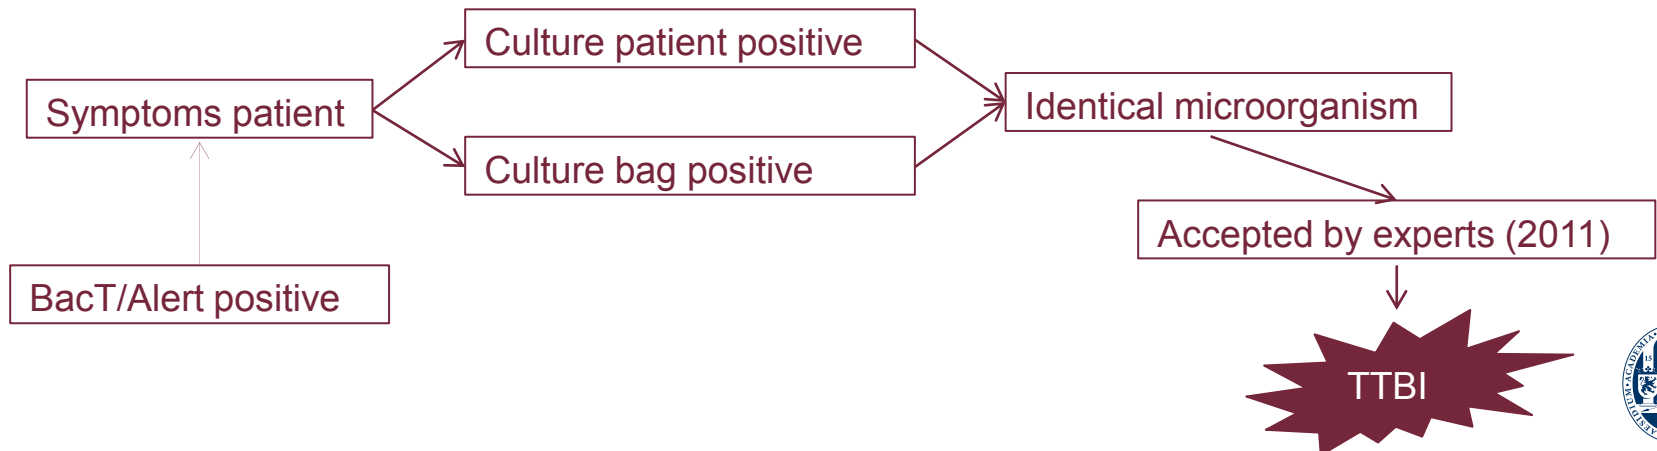 Culture patient positive
Symptoms patient
Identical microorganism
Culture bag positive
Accepted by experts (2011)
BacT/Alert positive
TTBI